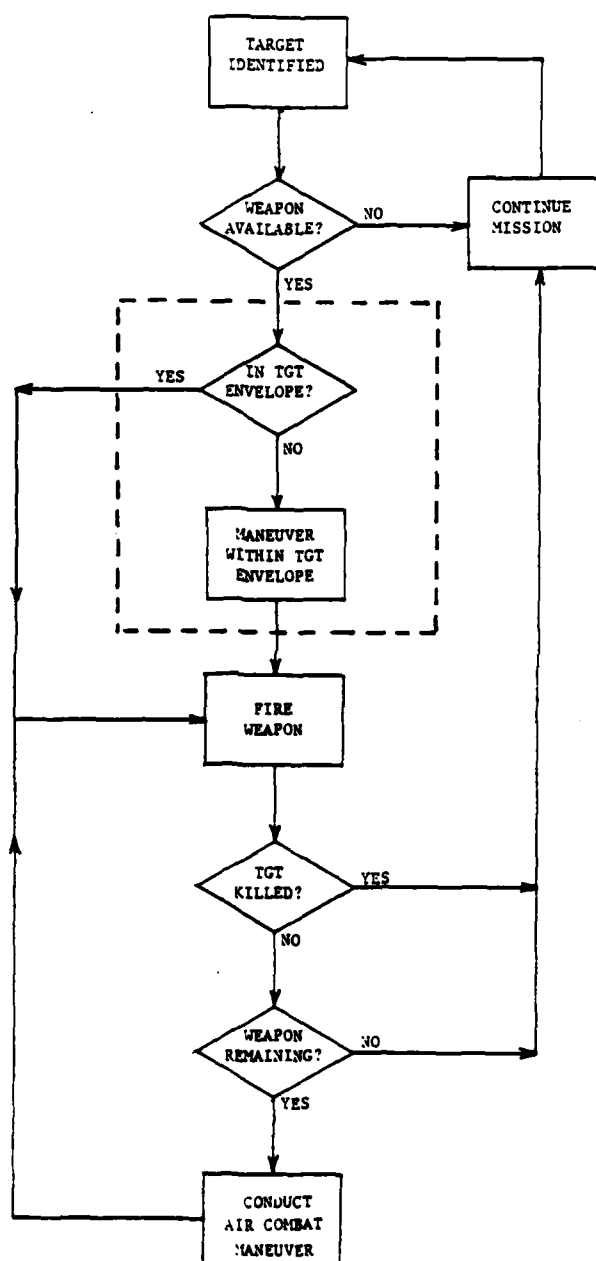 TARGET
IDENTIFIED
WEAPON
AVAILABLE?
NO
CONTINUE
MISSION
YES
YES
IN TGT
ENVELOPE?
NO
MANEUVER
WITHIN TGT
ENVELOPE
FIRE
WEAPON
TGT
KILLED?
YES
NO
WEAPON
REMAINING?
NO
YES
CONDUCT
AIR COMBAT
MANEUVER